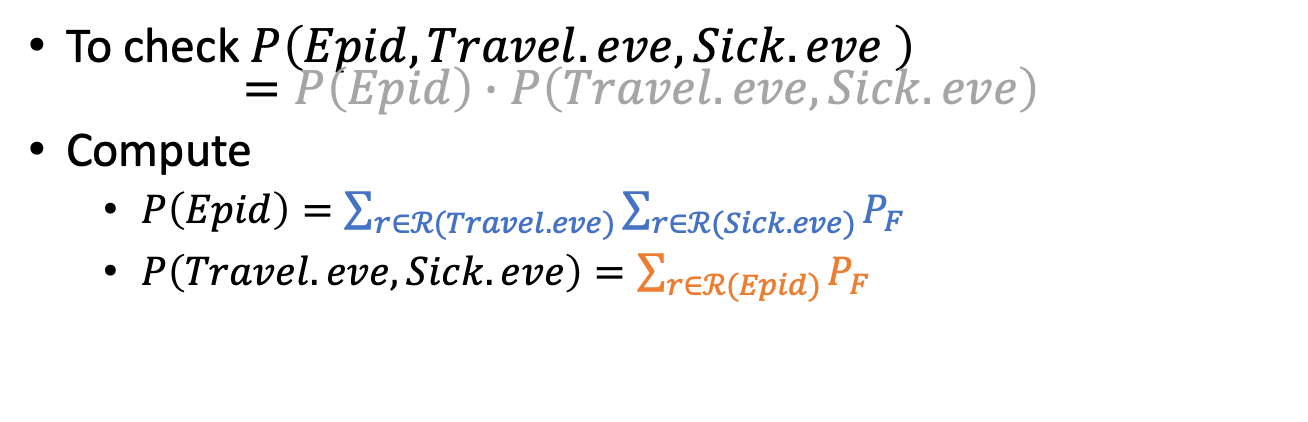 • To check P(Epid, Travel.eve, Sick.eve )
= P(Epid) · P(Travel.eve, Sick.eve)
• Compute
• P(Epid) = ∑r∈ℛ(Travel.eve) ∑r∈ℛ(Sick.eve) PF
• P(Travel.eve, Sick.eve) = ∑r∈ℛ(Epid) PF